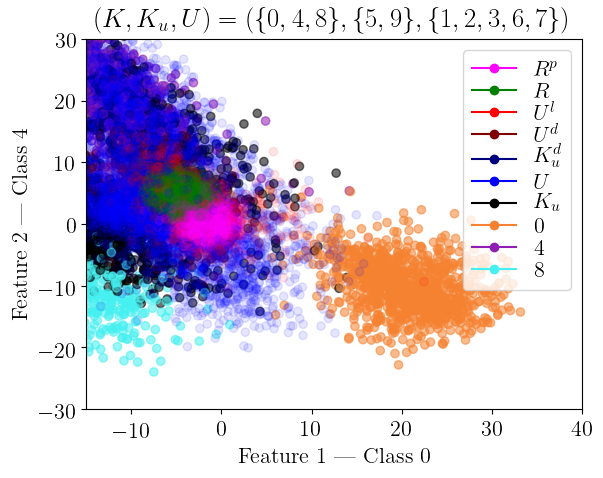 (K, K_u, U) = ({0, 4, 8}, {5, 9}, {1, 2, 3, 6, 7})
30
20
10
0
−10
−20
−30
Feature 2 — Class 4
R^p
R
U^l
U^d
K_u^d
U
K_u
0
4
8
−10
0
10
20
30
40
Feature 1 — Class 0